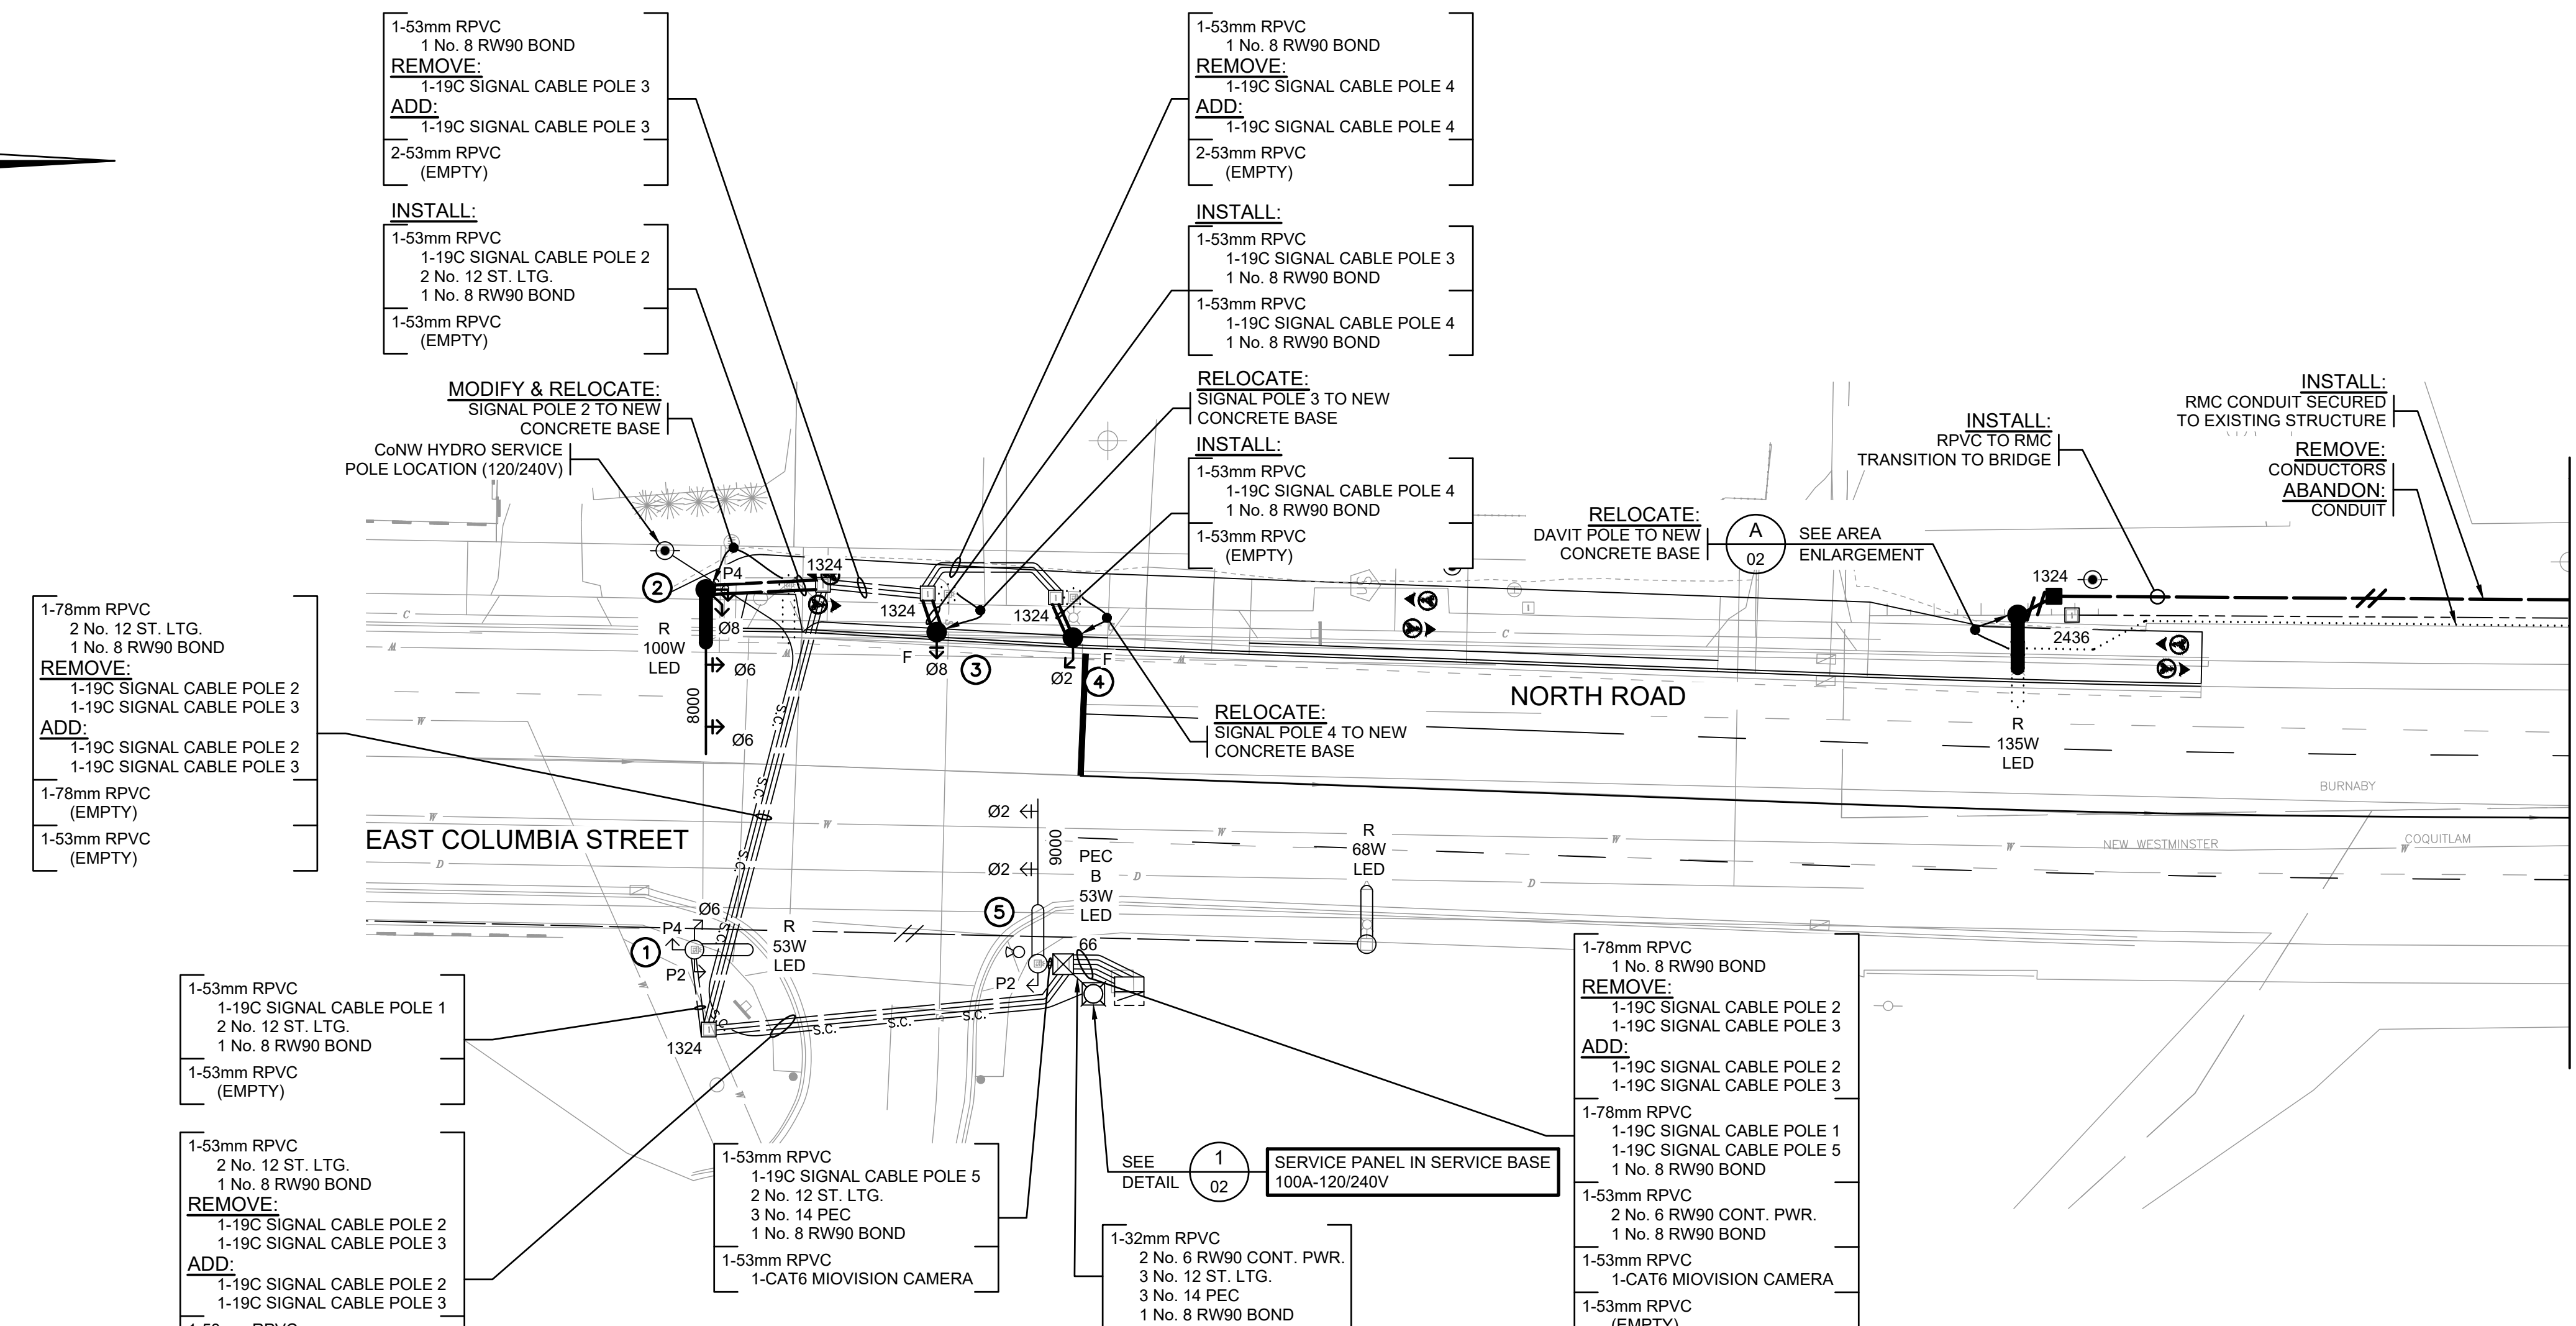 1-53mm RPVC
1 No. 8 RW90 BOND
REMOVE:
1-19C SIGNAL CABLE POLE 3
ADD:
1-19C SIGNAL CABLE POLE 3
2-53mm RPVC
(EMPTY)
INSTALL:
1-53mm RPVC
1-19C SIGNAL CABLE POLE 2
2 No. 12 ST. LTG.
1 No. 8 RW90 BOND
1-53mm RPVC
(EMPTY)
MODIFY & RELOCATE:
SIGNAL POLE 2 TO NEW
CONCRETE BASE
CoNW HYDRO SERVICE
POLE LOCATION (120/240V)
1-53mm RPVC
1 No. 8 RW90 BOND
REMOVE:
1-19C SIGNAL CABLE POLE 4
ADD:
1-19C SIGNAL CABLE POLE 4
2-53mm RPVC
(EMPTY)
INSTALL:
1-53mm RPVC
1-19C SIGNAL CABLE POLE 3
1 No. 8 RW90 BOND
1-53mm RPVC
1-19C SIGNAL CABLE POLE 4
1 No. 8 RW90 BOND
RELOCATE:
SIGNAL POLE 3 TO NEW
CONCRETE BASE
INSTALL:
1-53mm RPVC
1-19C SIGNAL CABLE POLE 4
1 No. 8 RW90 BOND
1-53mm RPVC
(EMPTY)
RELOCATE:
DAVIT POLE TO NEW
CONCRETE BASE
A
02
SEE AREA
ENLARGEMENT
INSTALL:
RPVC TO RMC
TRANSITION TO BRIDGE
INSTALL:
RMC CONDUIT SECURED
TO EXISTING STRUCTURE
REMOVE:
CONDUCTORS
ABANDON:
CONDUIT
2
P4
1324
Ø8
R
100W
LED
8000
Ø6
Ø6
1324
F
Ø8
3
1324
F
Ø2
4
C
C
M
M
M
1324
2436
R
135W
LED
NORTH ROAD
RELOCATE:
SIGNAL POLE 4 TO NEW
CONCRETE BASE
1-78mm RPVC
2 No. 12 ST. LTG.
1 No. 8 RW90 BOND
REMOVE:
1-19C SIGNAL CABLE POLE 2
1-19C SIGNAL CABLE POLE 3
ADD:
1-19C SIGNAL CABLE POLE 2
1-19C SIGNAL CABLE POLE 3
1-78mm RPVC
(EMPTY)
1-53mm RPVC
(EMPTY)
W
S.C.
S.C.
S.C.
S.C.
S.C.
EAST COLUMBIA STREET
W
W
W
W
W
W
D
D
D
BURNABY
NEW WESTMINSTER
COQUITLAM
Ø2
Ø2
9000
5
PEC
B
53W
LED
66
P2
R
68W
LED
1
P4
Ø6
P2
R
53W
LED
1324
W
W
S.C.
S.C.
S.C.
1-53mm RPVC
1-19C SIGNAL CABLE POLE 1
2 No. 12 ST. LTG.
1 No. 8 RW90 BOND
1-53mm RPVC
(EMPTY)
1-53mm RPVC
2 No. 12 ST. LTG.
1 No. 8 RW90 BOND
REMOVE:
1-19C SIGNAL CABLE POLE 2
1-19C SIGNAL CABLE POLE 3
ADD:
1-19C SIGNAL CABLE POLE 2
1-19C SIGNAL CABLE POLE 3
1-53mm RPVC
1-19C SIGNAL CABLE POLE 5
2 No. 12 ST. LTG.
3 No. 14 PEC
1 No. 8 RW90 BOND
1-53mm RPVC
1-CAT6 MIOVISION CAMERA
SEE
DETAIL
1
02
SERVICE PANEL IN SERVICE BASE
100A-120/240V
1-32mm RPVC
2 No. 6 RW90 CONT. PWR.
3 No. 12 ST. LTG.
3 No. 14 PEC
1 No. 8 RW90 BOND
1-78mm RPVC
1 No. 8 RW90 BOND
REMOVE:
1-19C SIGNAL CABLE POLE 2
1-19C SIGNAL CABLE POLE 3
ADD:
1-19C SIGNAL CABLE POLE 2
1-19C SIGNAL CABLE POLE 3
1-78mm RPVC
1-19C SIGNAL CABLE POLE 1
1-19C SIGNAL CABLE POLE 5
1 No. 8 RW90 BOND
1-53mm RPVC
2 No. 6 RW90 CONT. PWR.
1 No. 8 RW90 BOND
1-53mm RPVC
1-CAT6 MIOVISION CAMERA
1-53mm RPVC
(EMPTY)